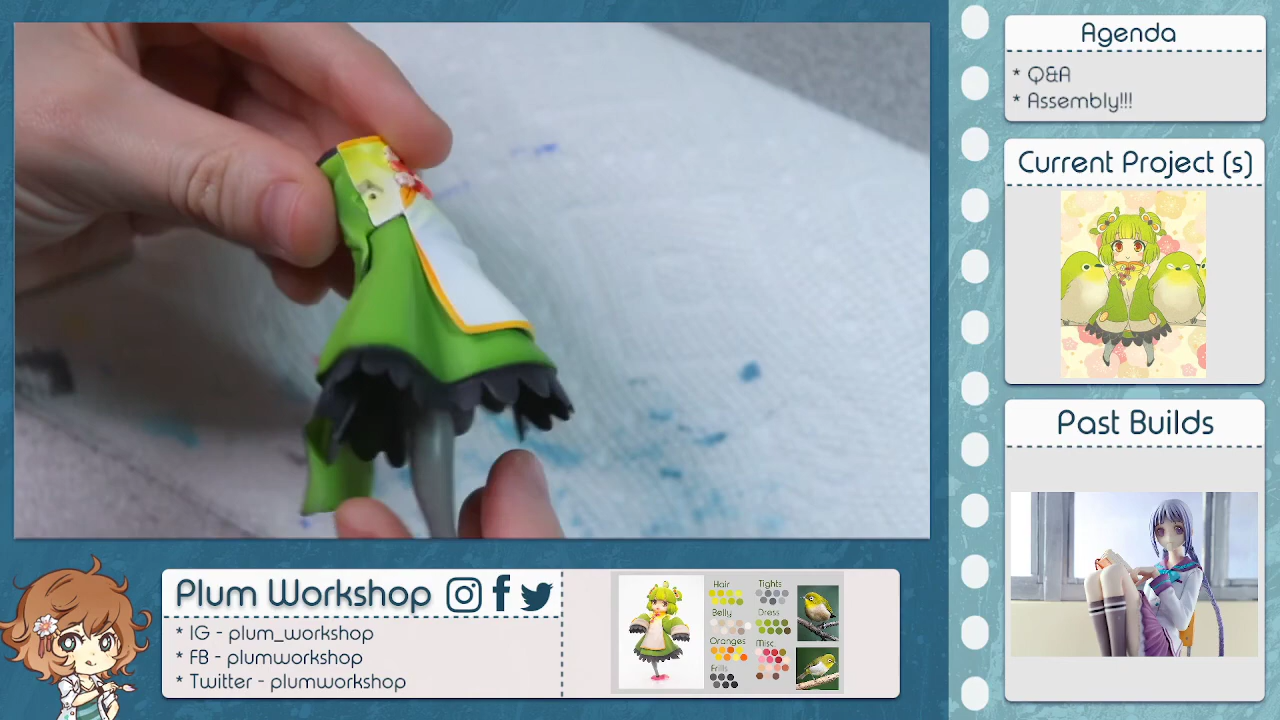 Agenda
* Q&A
* Assembly!!!
Current Project (s)
Past Builds
Plum Workshop
* IG - plum_workshop
* FB - plumworkshop
* Twitter - plumworkshop
Hair
Tights
Belly
Dress
Oranges
Misc
Frills